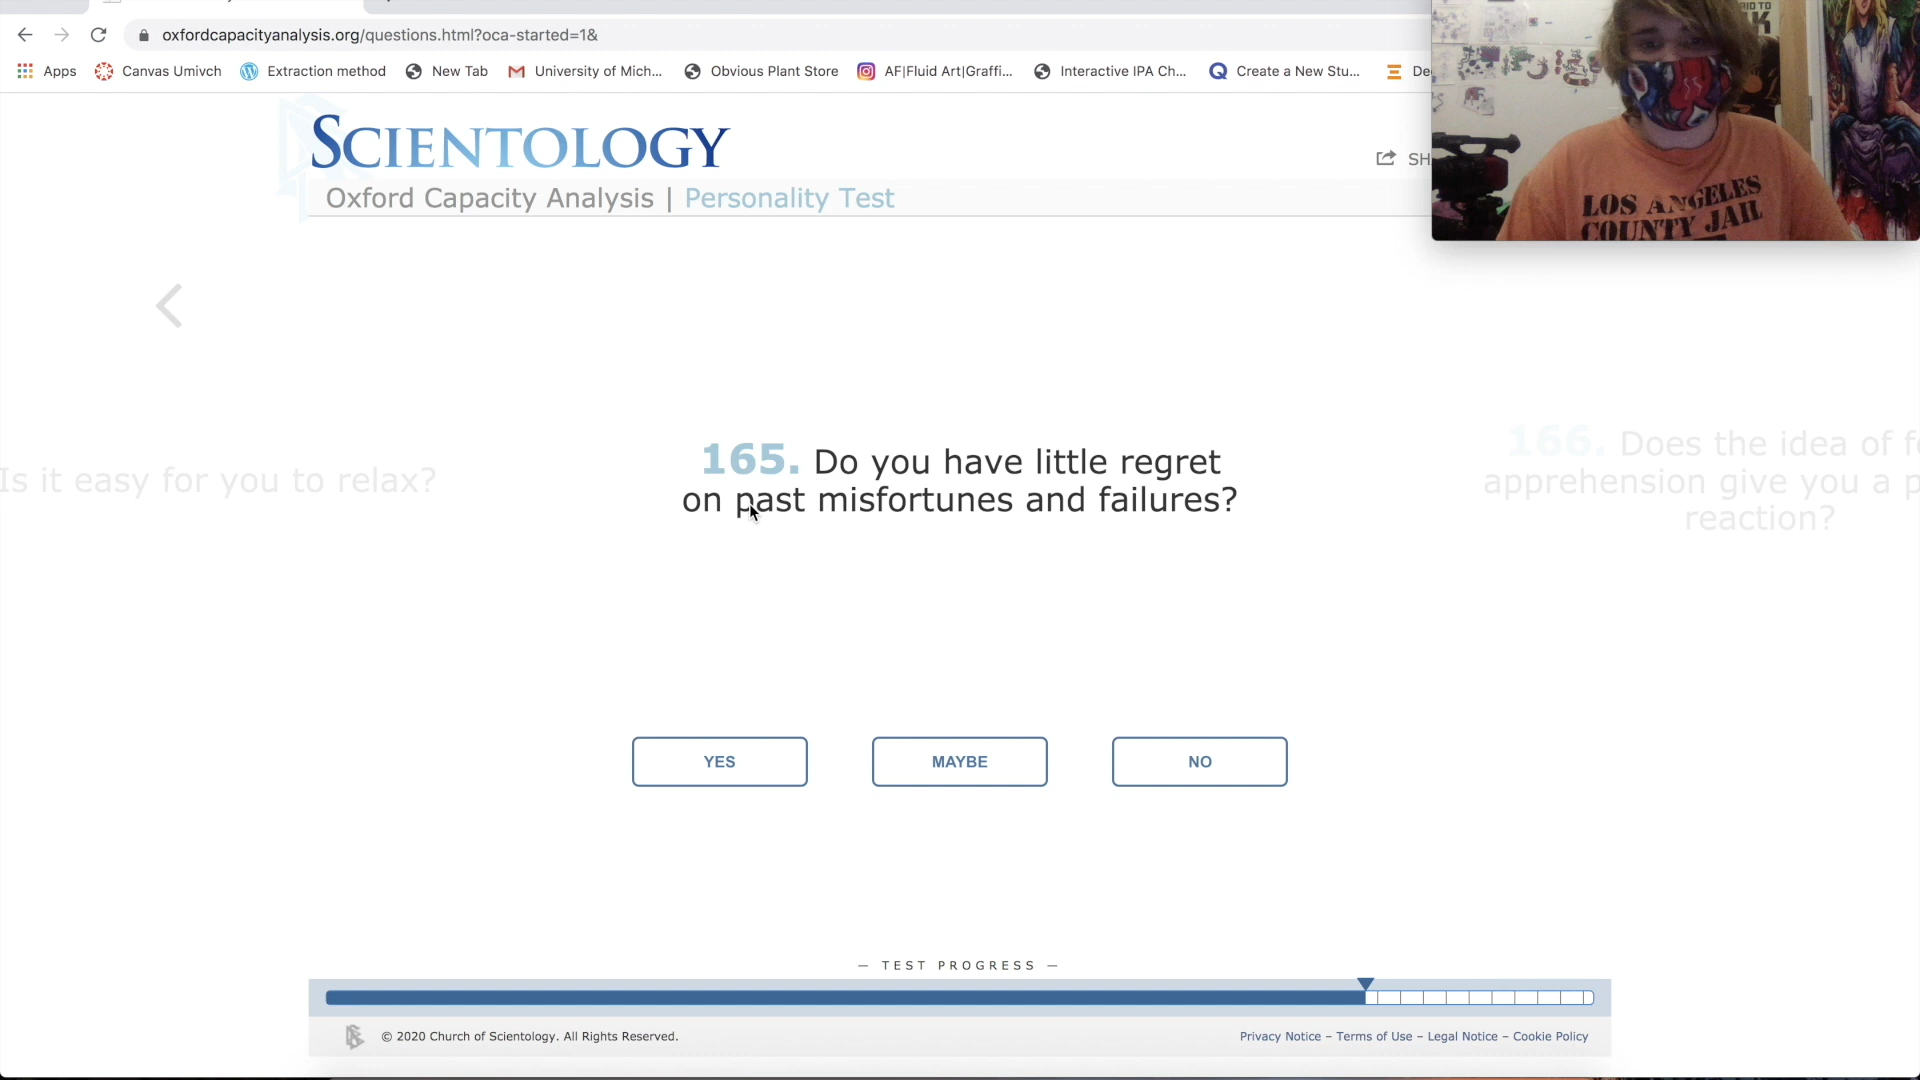 oxfordcapacityanalysis.org/questions.html?oca-started=1&
Apps Canvas Umivch Extraction method New Tab University of Mich... Obvious Plant Store AF|Fluid Art|Graffi... Interactive IPA Ch... Create a New Stu...
SCIENTOLOGY
Oxford Capacity Analysis | Personality Test
LOS ANGELES
COUNTY JAIL
Is it easy for you to relax?
165. Do you have little regret
on past misfortunes and failures?
166. Does the idea of
apprehension give you a
reaction?
YES MAYBE NO
— TEST PROGRESS —
© 2020 Church of Scientology. All Rights Reserved.
Privacy Notice – Terms of Use – Legal Notice – Cookie Policy